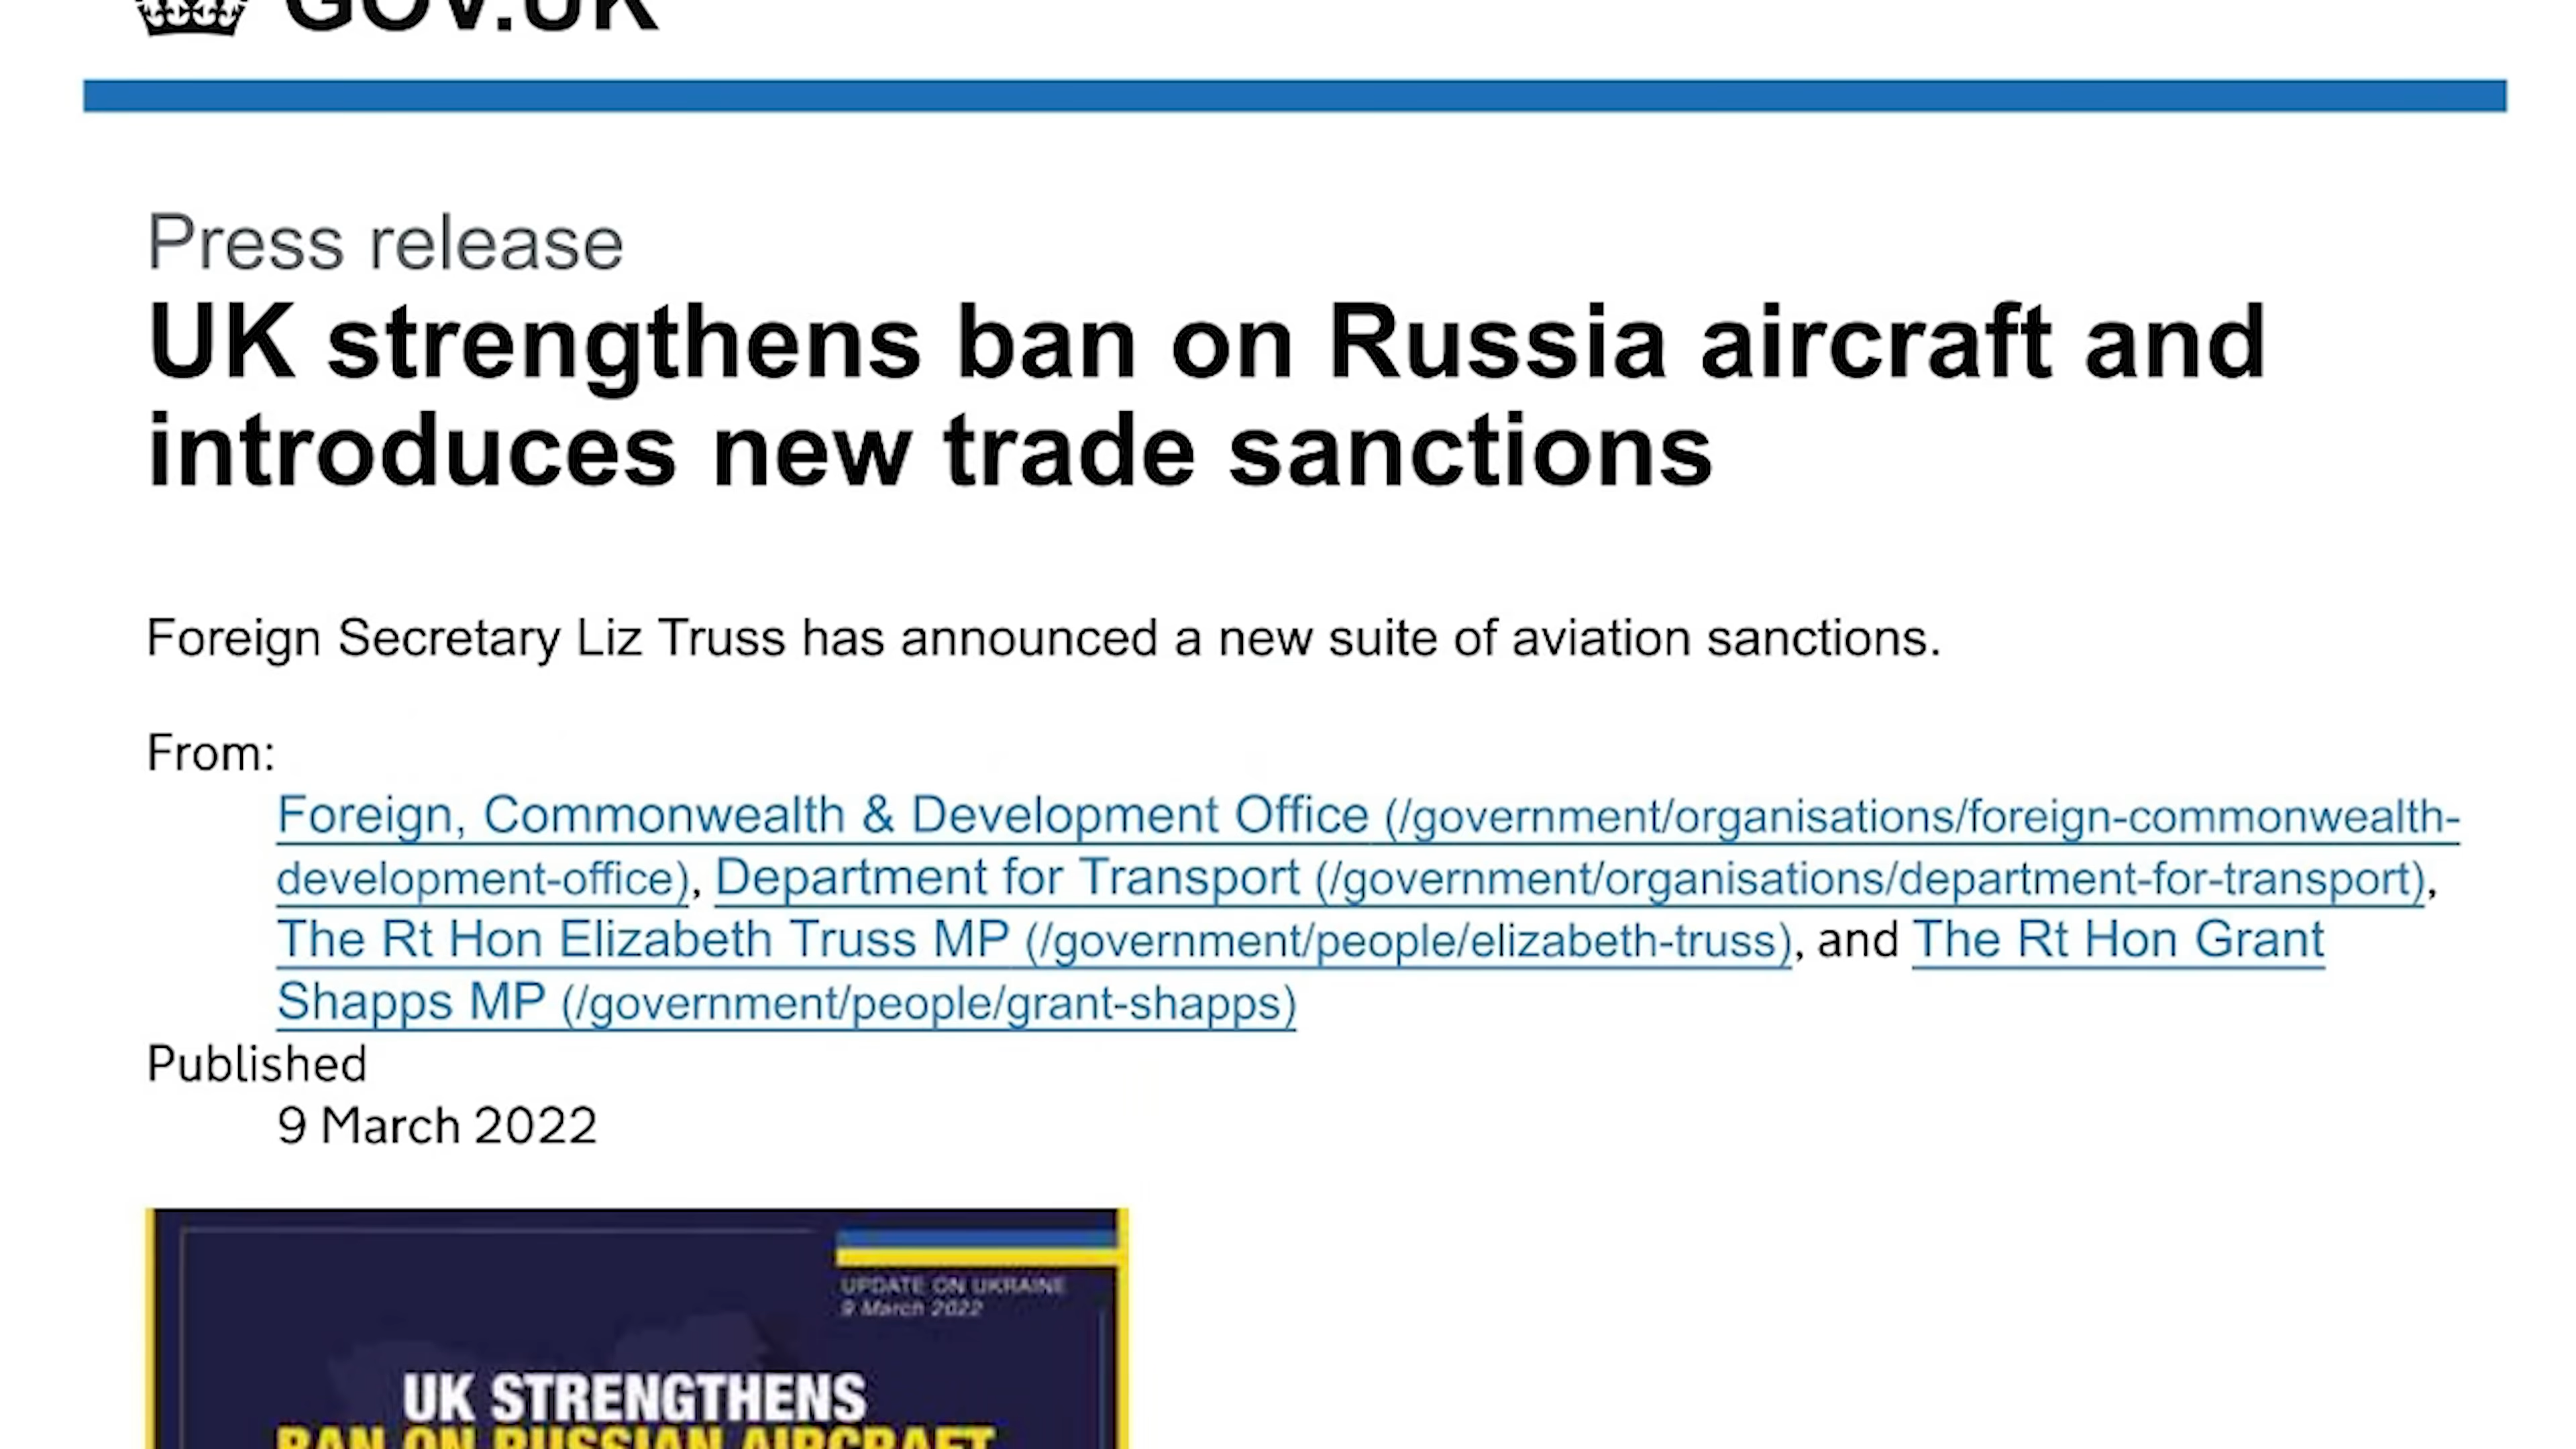 GOV.UK
Press release
UK strengthens ban on Russia aircraft and
introduces new trade sanctions
Foreign Secretary Liz Truss has announced a new suite of aviation sanctions.
From:
Foreign, Commonwealth & Development Office (/government/organisations/foreign-commonwealth-
development-office), Department for Transport (/government/organisations/department-for-transport),
The Rt Hon Elizabeth Truss MP (/government/people/elizabeth-truss), and The Rt Hon Grant
Shapps MP (/government/people/grant-shapps)
Published
9 March 2022
UPDATE ON UKRAINE
9 March 2022
UK STRENGTHENS
BAN ON RUSSIAN AIRCRAFT